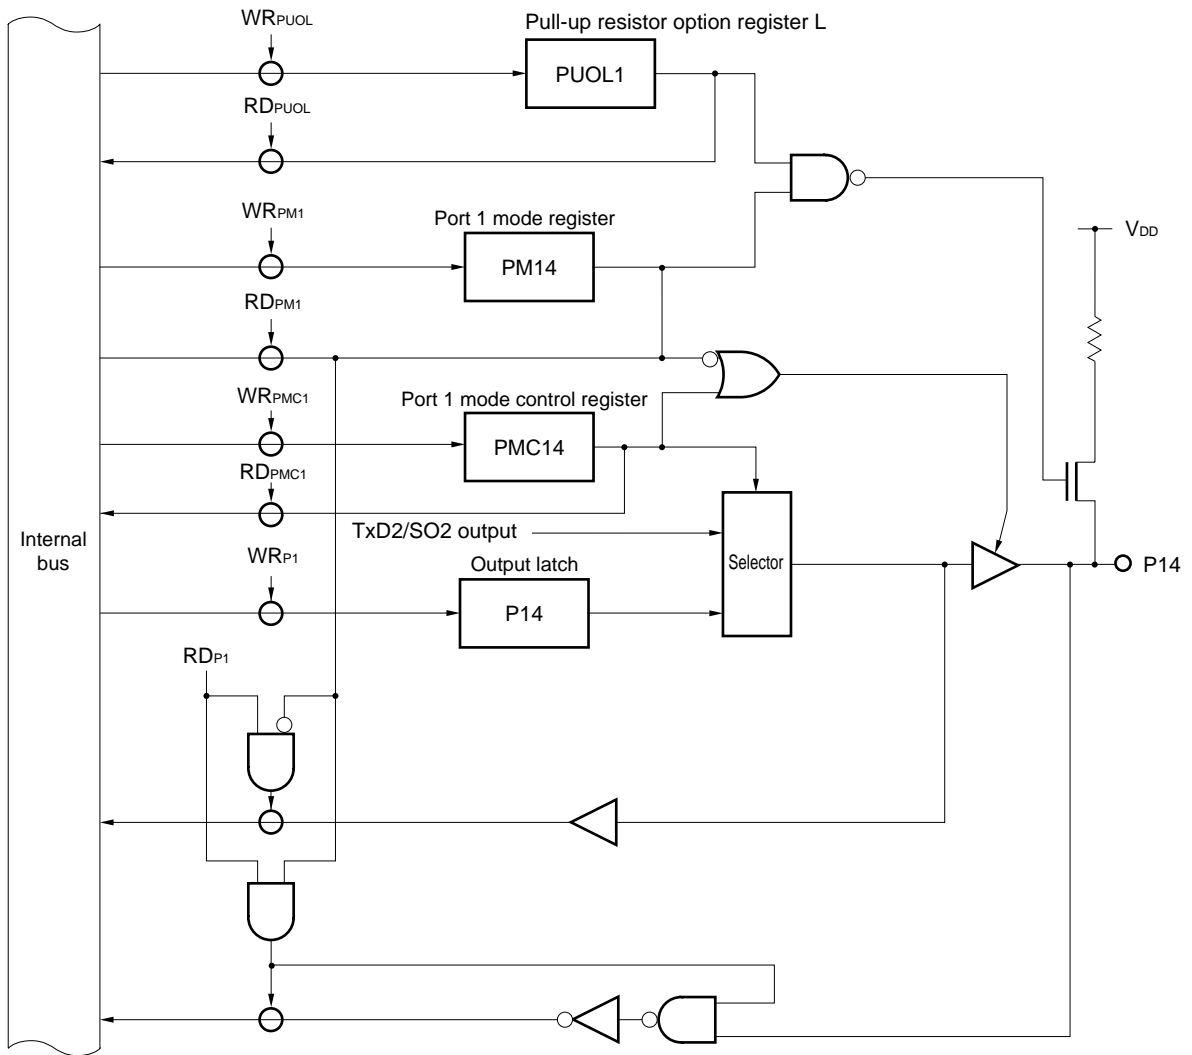 WRPUOL
Pull-up resistor option register L
PUOL1
RDPUOL
WRPM1
Port 1 mode register
PM14
VDD
RDPM1
WRPMC1
Port 1 mode control register
PMC14
RDPMC1
TxD2/SO2 output
Internal
bus
WRP1
Output latch
Selector
P14
P14
RDP1